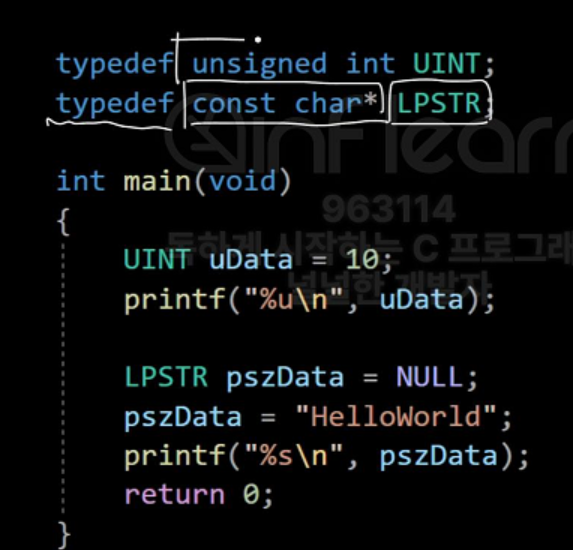 typedef unsigned int UINT;
typedef const char* LPSTR;
inflearn
int main(void)
963114
{
독하게 시작하는 C 프로그래
UINT uData = 10;
널널한 개발자
printf("%u\n", uData);
LPSTR pszData = NULL;
pszData = "HelloWorld";
printf("%s\n", pszData);
return 0;
}